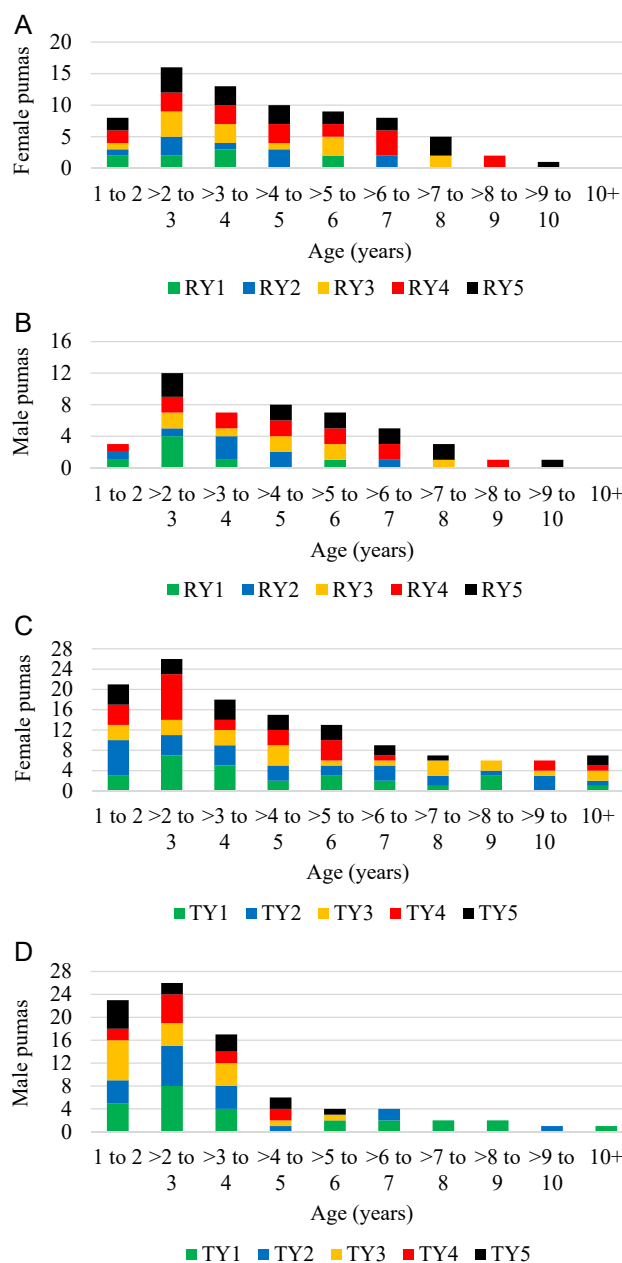 A
20
15
10
5
0
Female pumas
1 to 2 >2 to >3 to >4 to >5 to >6 to >7 to >8 to >9 to 10+
3 4 5 6 7 8 9 10
Age (years)
RY1 RY2 RY3 RY4 RY5
B
16
12
8
4
0
Male pumas
1 to 2 >2 to >3 to >4 to >5 to >6 to >7 to >8 to >9 to 10+
3 4 5 6 7 8 9 10
Age (years)
RY1 RY2 RY3 RY4 RY5
C
28
24
20
16
12
8
4
0
Female pumas
1 to 2 >2 to >3 to >4 to >5 to >6 to >7 to >8 to >9 to 10+
3 4 5 6 7 8 9 10
Age (years)
TY1 TY2 TY3 TY4 TY5
D
28
24
20
16
12
8
4
0
Male pumas
1 to 2 >2 to >3 to >4 to >5 to >6 to >7 to >8 to >9 to 10+
3 4 5 6 7 8 9 10
Age (years)
TY1 TY2 TY3 TY4 TY5